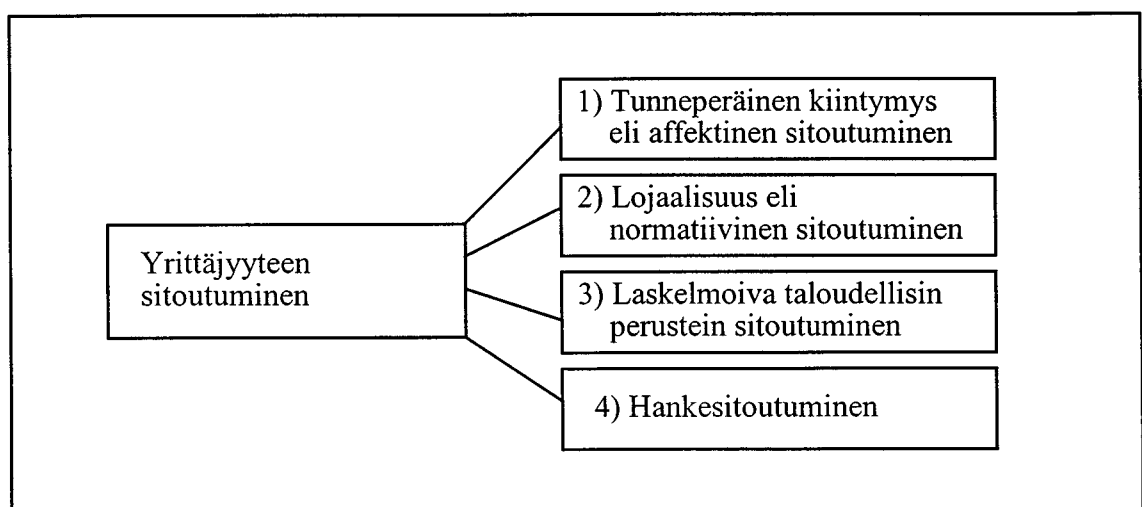 Yrittäjyyteen
sitoutuminen
1) Tunneperäinen kiintymys
eli affektinen sitoutuminen
2) Lojaalisuus eli
normatiivinen sitoutuminen
3) Laskelmoiva taloudellisin
perustein sitoutuminen
4) Hankesitoutuminen